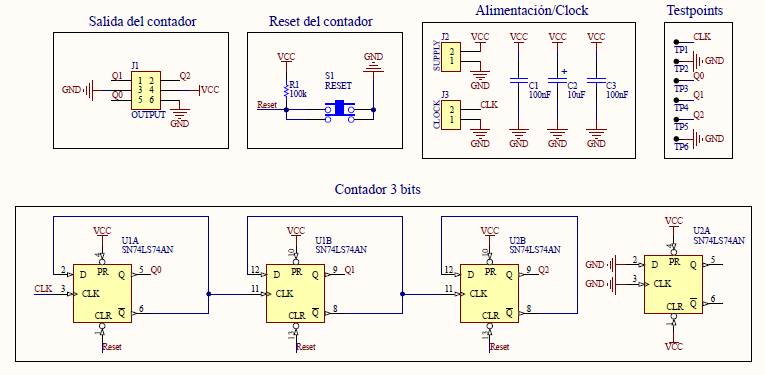 Salida del contador
Reset del contador
Alimentación/Clock
Testpoints
J1
Q1 1 2 Q2
GND 3 4 VCC
Q0 5 6
OUTPUT
GND
VCC
GND
R1
100k
S1
RESET
Reset
J2
SUPPLY
2
1
VCC
GND
J3
CLOCK
2
1
CLK
GND
VCC
C1
100nF
GND
VCC
+
C2
10uF
GND
VCC
C3
100nF
GND
CLK
TP1
GND
TP2
Q0
TP3
Q1
TP4
Q2
TP5
GND
TP6
Contador 3 bits
VCC
U1A
SN74LS74AN
4
PR
2 D Q 5 Q0
CLK 3 CLK
Q 6
CLR
1
Reset
VCC
U1B
SN74LS74AN
10
PR
12 D Q 9 Q1
11 CLK
Q 8
CLR
13
Reset
VCC
U2B
SN74LS74AN
10
PR
12 D Q 9 Q2
11 CLK
Q 8
CLR
13
Reset
VCC
U2A
SN74LS74AN
4
PR
GND 2 D Q 5
GND 3 CLK
Q 6
CLR
1
VCC